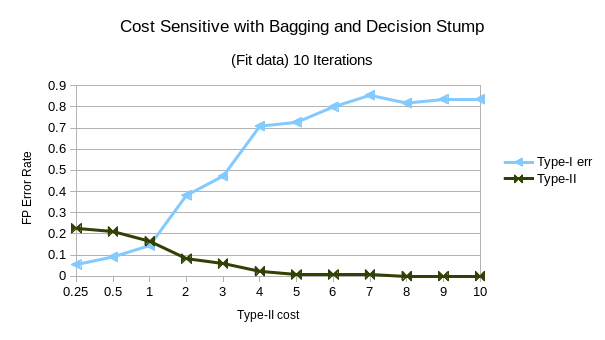 Cost Sensitive with Bagging and Decision Stump
(Fit data) 10 Iterations
FP Error Rate
0.9
0.8
0.7
0.6
0.5
0.4
0.3
0.2
0.1
0
0.25 0.5 1 2 3 4 5 6 7 8 9 10
Type-II cost
Type-I err
Type-II